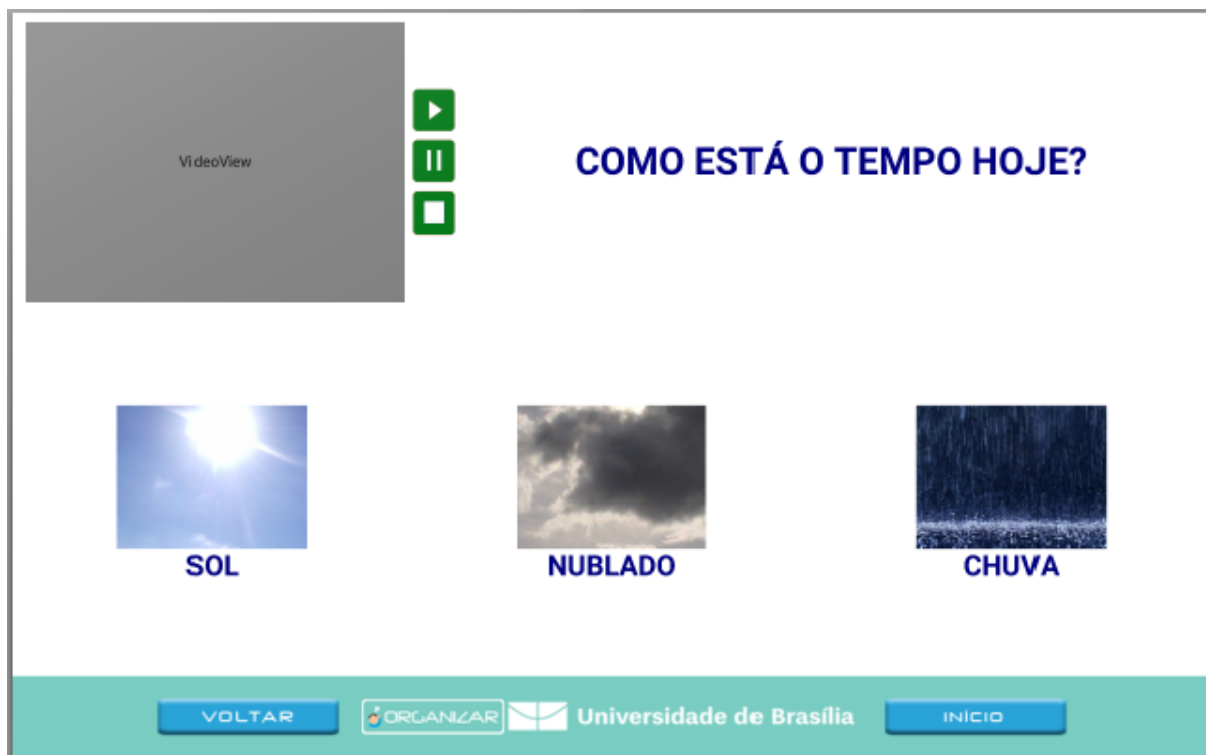 VideoView
COMO ESTÁ O TEMPO HOJE?
SOL
NUBLADO
CHUVA
VOLTAR
ORGANIZAR
Universidade de Brasília
INÍCIO